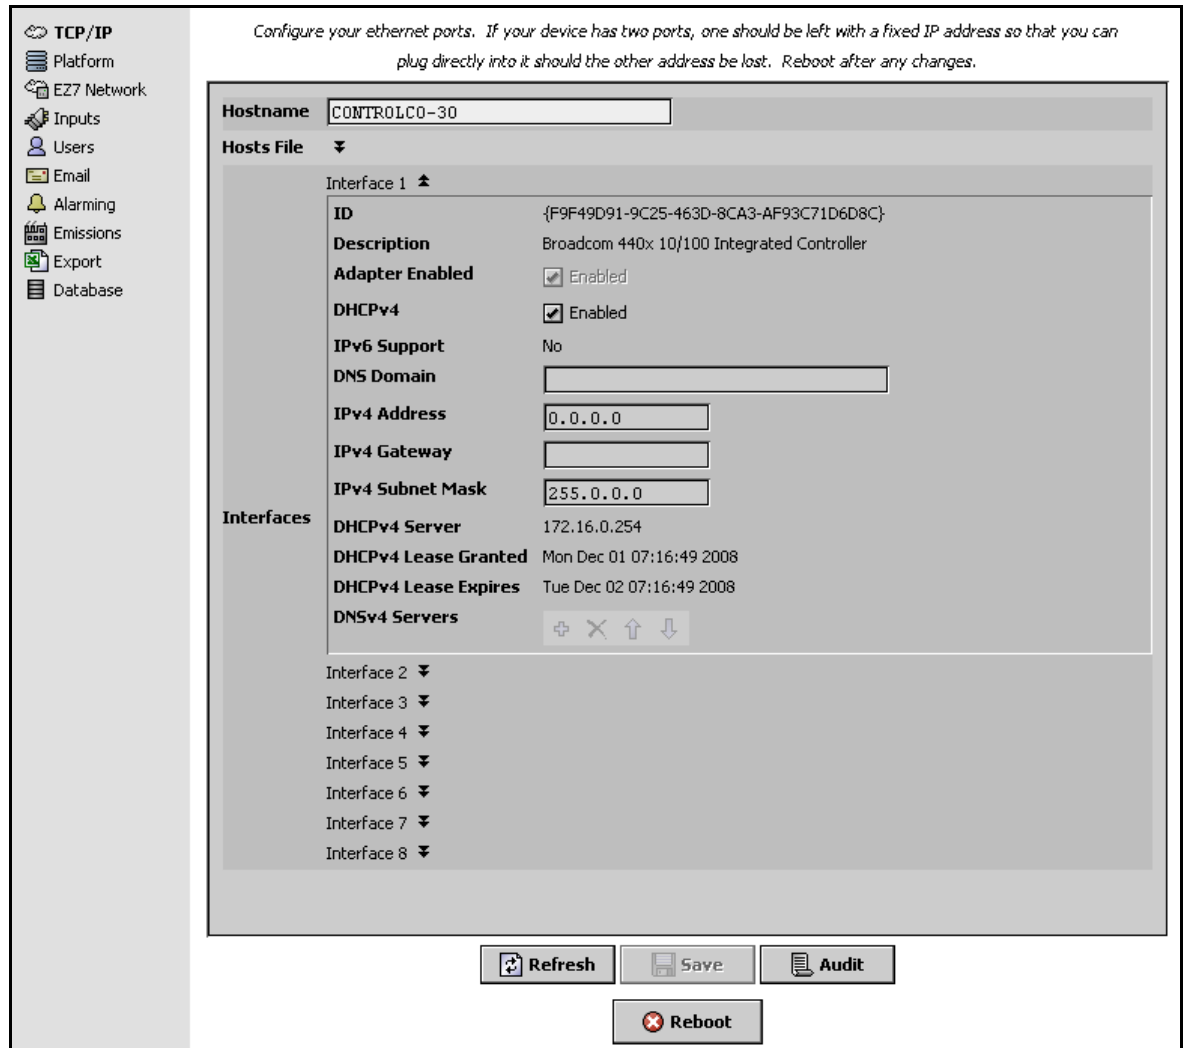 TCP/IP
Platform
EZ7 Network
Inputs
Users
Email
Alarming
Emissions
Export
Database
Configure your ethernet ports. If your device has two ports, one should be left with a fixed IP address so that you can
plug directly into it should the other address be lost. Reboot after any changes.
Hostname CONTROLCO-30
Hosts File
Interfaces
Interface 1
ID {F9F49D91-9C25-463D-8CA3-AF93C71D6D8C}
Description Broadcom 440x 10/100 Integrated Controller
Adapter Enabled Enabled
DHCPv4 Enabled
IPv6 Support No
DNS Domain
IPv4 Address 0.0.0.0
IPv4 Gateway
IPv4 Subnet Mask 255.0.0.0
DHCPv4 Server 172.16.0.254
DHCPv4 Lease Granted Mon Dec 01 07:16:49 2008
DHCPv4 Lease Expires Tue Dec 02 07:16:49 2008
DNSv4 Servers
Interface 2
Interface 3
Interface 4
Interface 5
Interface 6
Interface 7
Interface 8
Refresh Save Audit
Reboot